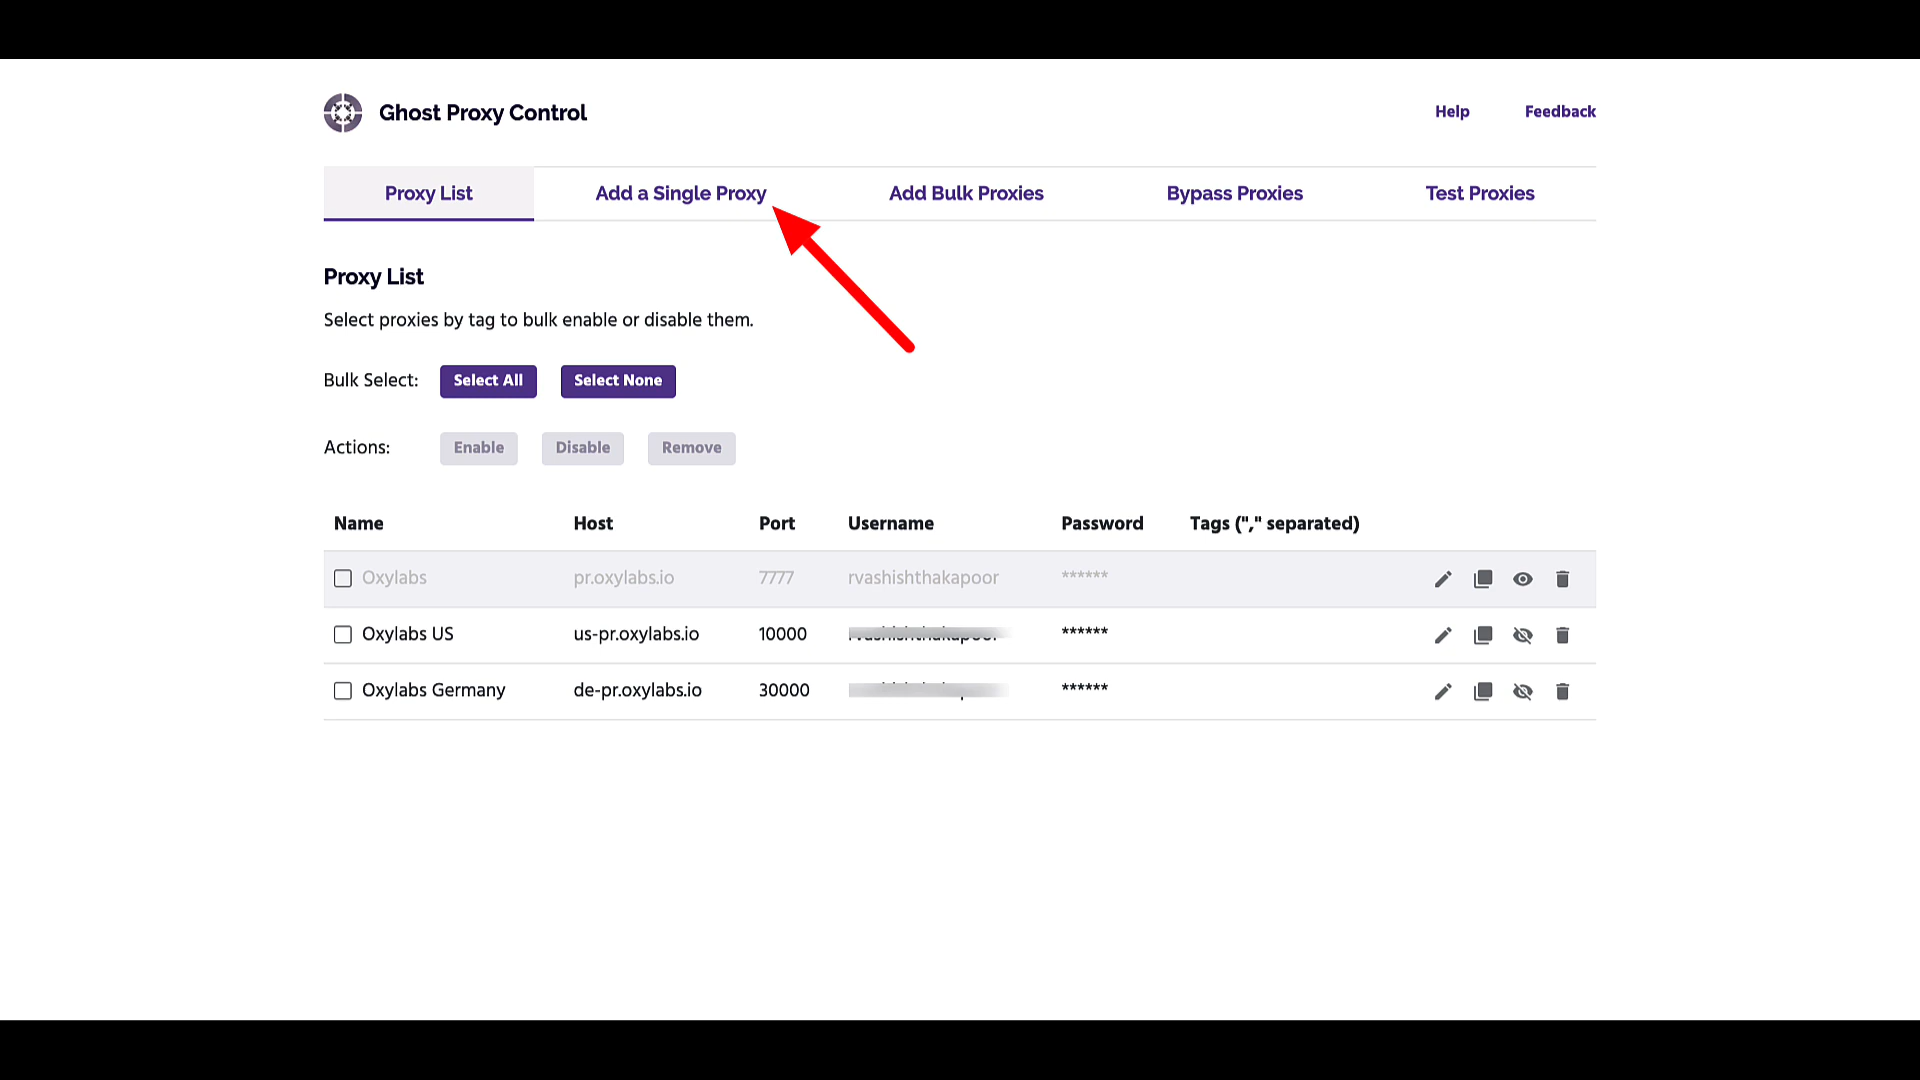 Ghost Proxy Control
Help Feedback
Proxy List Add a Single Proxy Add Bulk Proxies Bypass Proxies Test Proxies
Proxy List
Select proxies by tag to bulk enable or disable them.
Bulk Select: Select All Select None
Actions: Enable Disable Remove
Name Host Port Username Password Tags ("," separated)
Oxylabs pr.oxylabs.io 7777 rvashishthakapoor ******
Oxylabs US us-pr.oxylabs.io 10000 ******
Oxylabs Germany de-pr.oxylabs.io 30000 ******